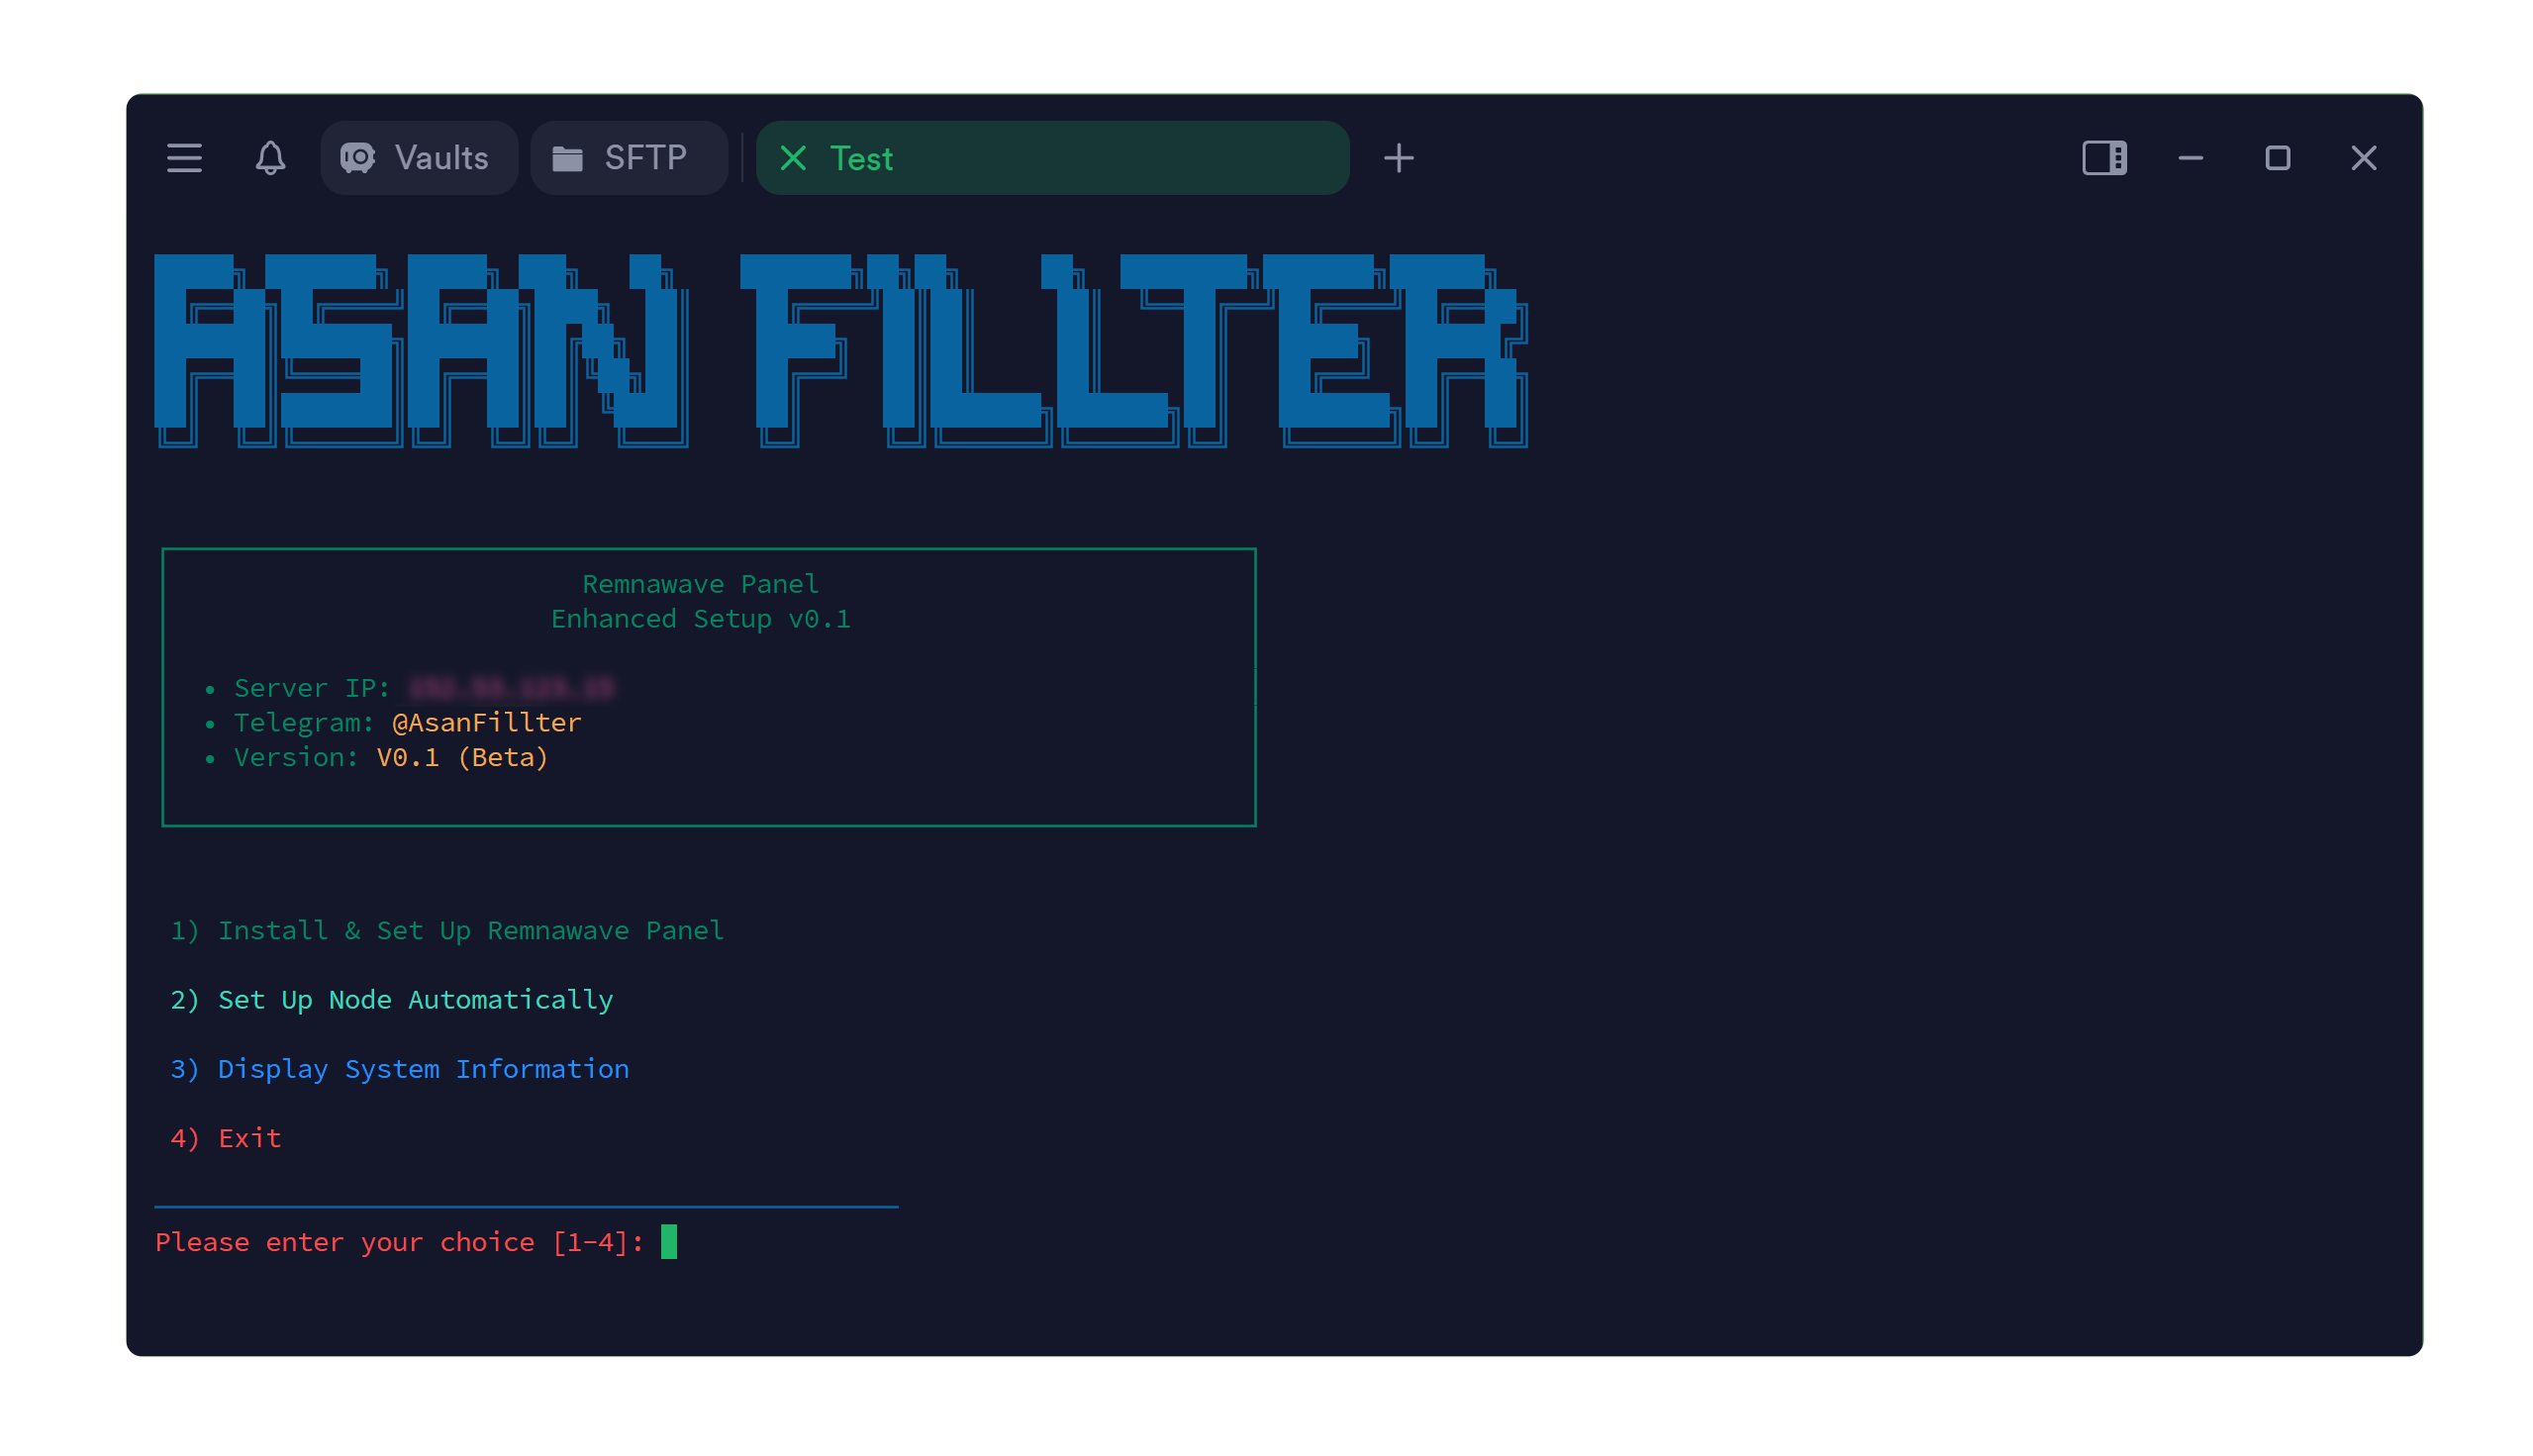 Vaults SFTP Test
ASAN FILLTER
Remnawave Panel
Enhanced Setup v0.1
• Server IP:
• Telegram: @AsanFillter
• Version: V0.1 (Beta)
1) Install & Set Up Remnawave Panel
2) Set Up Node Automatically
3) Display System Information
4) Exit
Please enter your choice [1-4]: